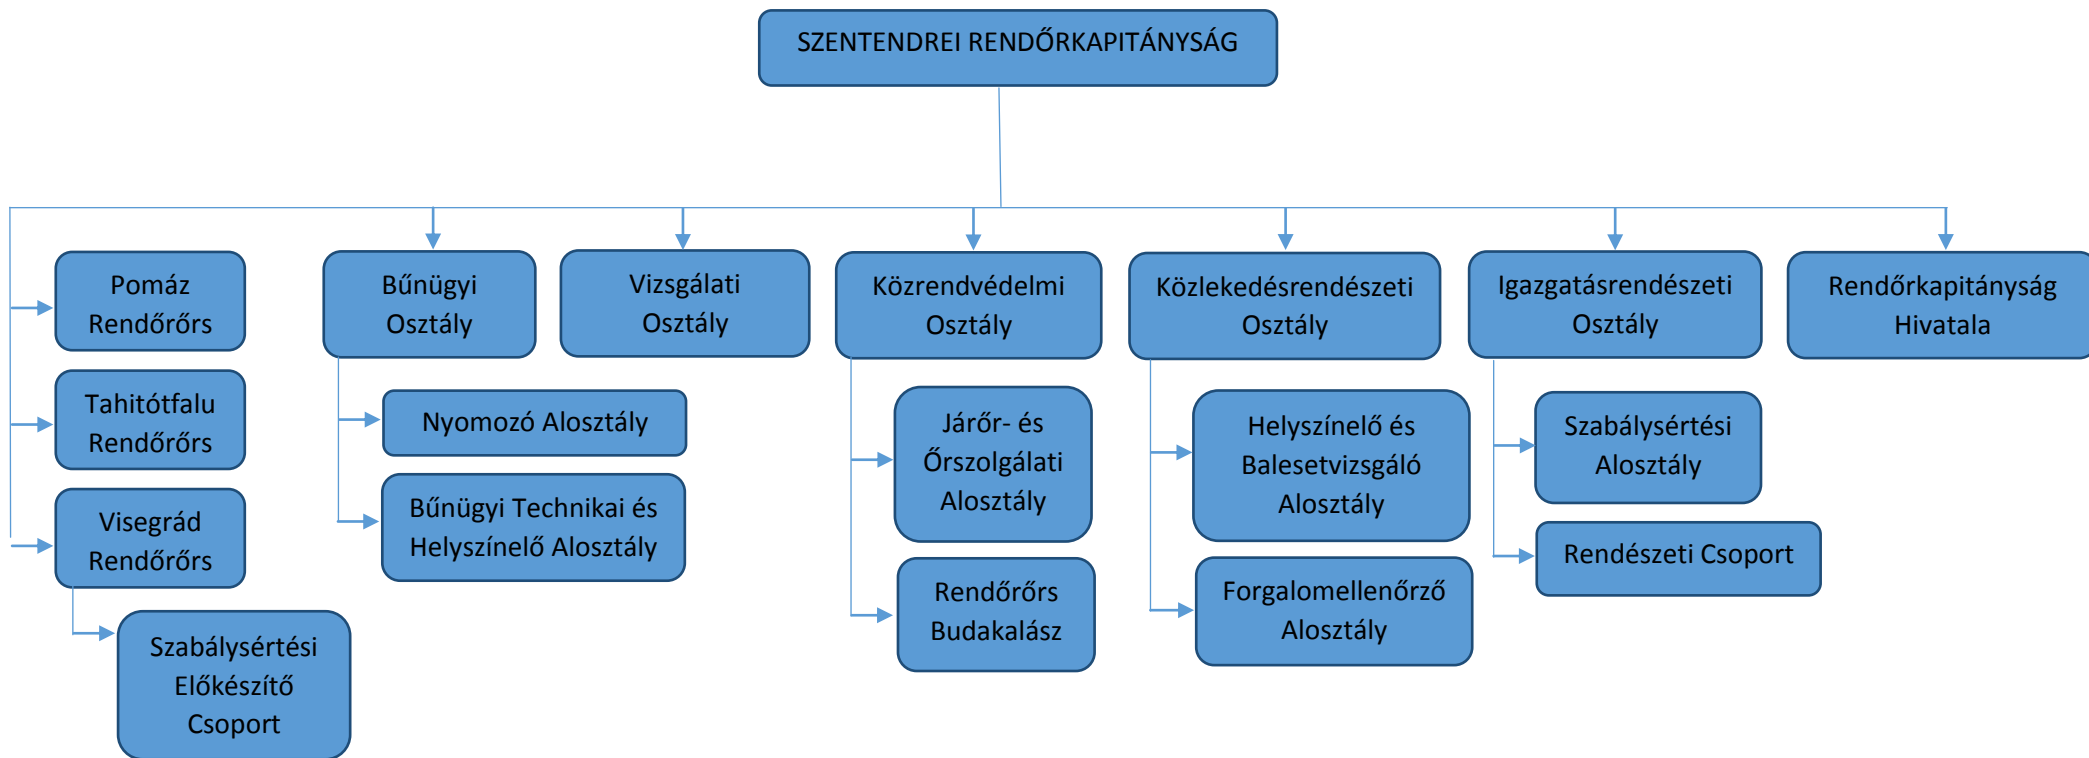 SZENTENDREI RENDŐRKAPITÁNYSÁG
Pomáz
Rendőrőrs
Tahitótfalu
Rendőrőrs
Visegrád
Rendőrőrs
Szabálysértési
Előkészítő
Csoport
Bűnügyi
Osztály
Nyomozó Alosztály
Bűnügyi Technikai és
Helyszínelő Alosztály
Vizsgálati
Osztály
Közrendvédelmi
Osztály
Járőr- és
Őrszolgálati
Alosztály
Rendőrőrs
Budakalász
Közlekedésrendészeti
Osztály
Helyszínelő és
Balesetvizsgáló
Alosztály
Forgalomellenőrző
Alosztály
Igazgatásrendészeti
Osztály
Szabálysértési
Alosztály
Rendészeti Csoport
Rendőrkapitányság
Hivatala